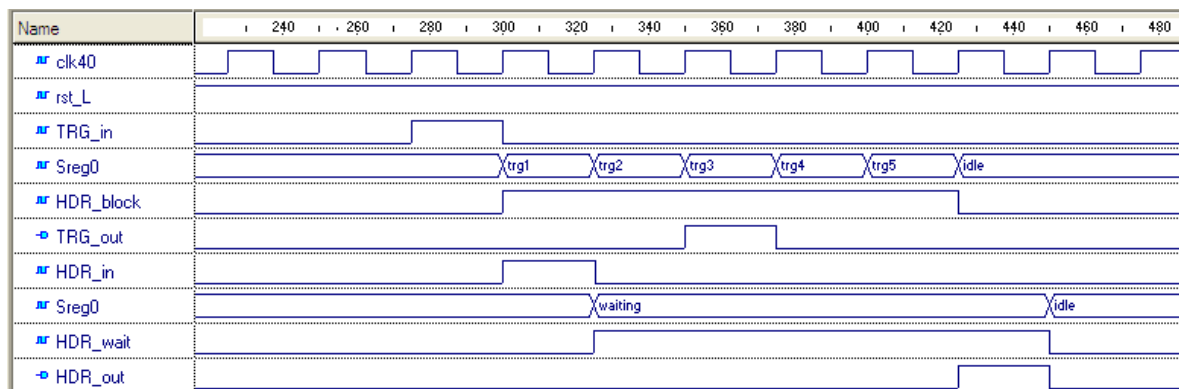 Name 240 260 280 300 320 340 360 380 400 420 440 460 480
clk40
rst_L
TRG_in
Sreg0 trg1 trg2 trg3 trg4 trg5 idle
HDR_block
TRG_out
HDR_in
Sreg0 waiting idle
HDR_wait
HDR_out